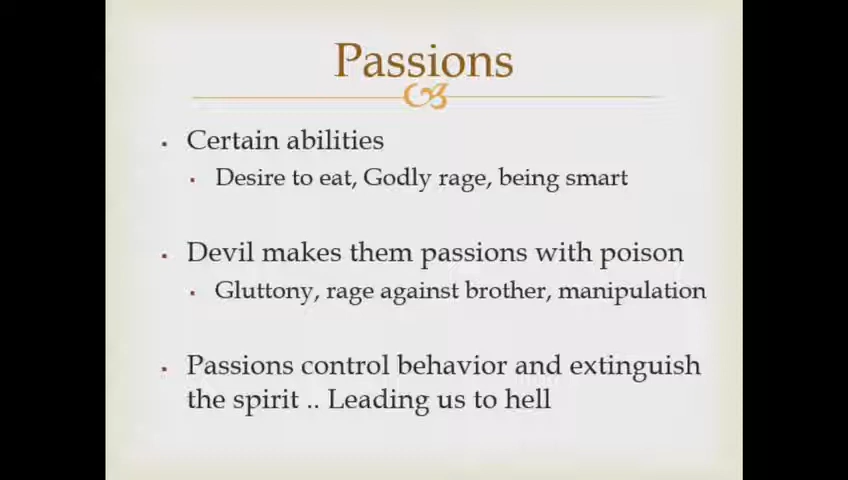 Passions
Certain abilities
Desire to eat, Godly rage, being smart
Devil makes them passions with poison
Gluttony, rage against brother, manipulation
Passions control behavior and extinguish
the spirit .. Leading us to hell